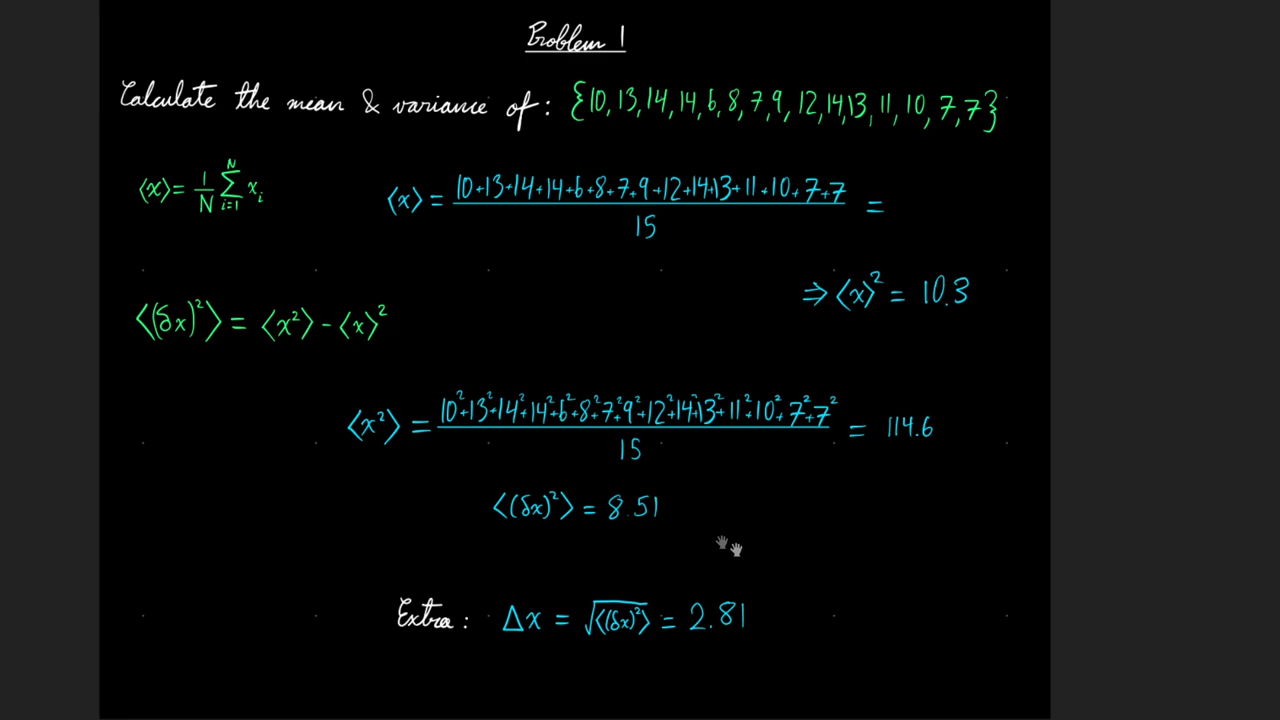 Problem 1
Calculate the mean & variance of: {10, 13, 14, 14, 6, 8, 7, 9, 12, 14, 13, 11, 10, 7, 7}
⟨x⟩ = 1/N ∑_{i=1}^{N} x_i
⟨x⟩ = (10+13+14+14+6+8+7+9+12+14+13+11+10+7+7)/15 =
⇒ ⟨x⟩² = 10.3
⟨(δx)²⟩ = ⟨x²⟩ - ⟨x⟩²
⟨x²⟩ = (10²+13²+14²+14²+6²+8²+7²+9²+12²+14²+13²+11²+10²+7²+7²)/15 = 114.6
⟨(δx)²⟩ = 8.51
Extra: Δx = √⟨(δx)²⟩ = 2.81